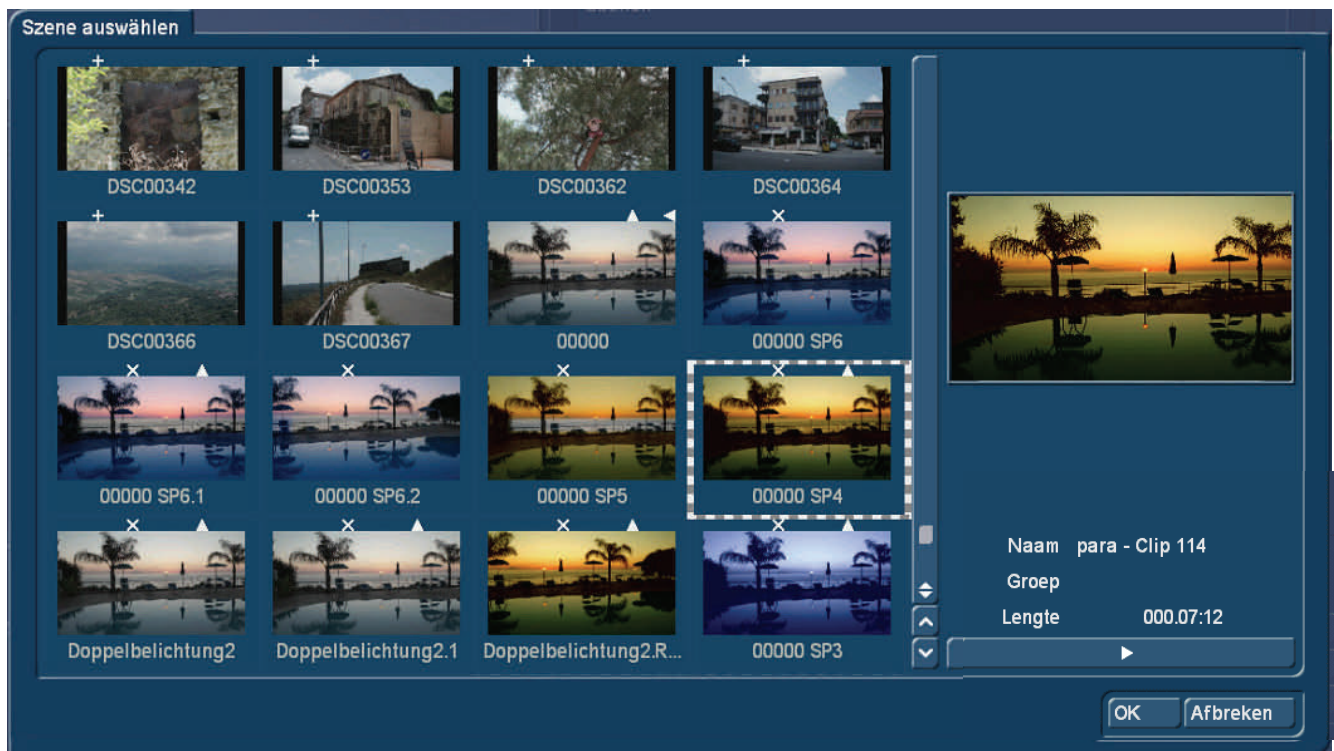 Szene auswählen
DSC00342 DSC00353 DSC00362 DSC00364
DSC00366 DSC00367 00000 00000 SP6
00000 SP6.1 00000 SP6.2 00000 SP5 00000 SP4
Doppelbelichtung2 Doppelbelichtung2.1 Doppelbelichtung2.R... 00000 SP3
Naam para - Clip 114
Groep
Lengte 000.07:12
OK Afbreken